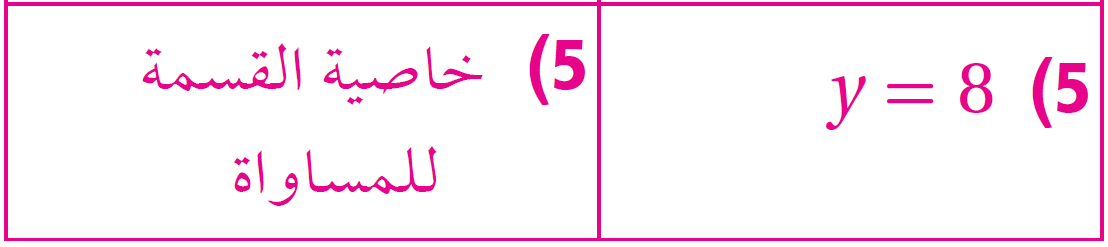 5) y = 8
5) خاصية القسمة
للمساواة